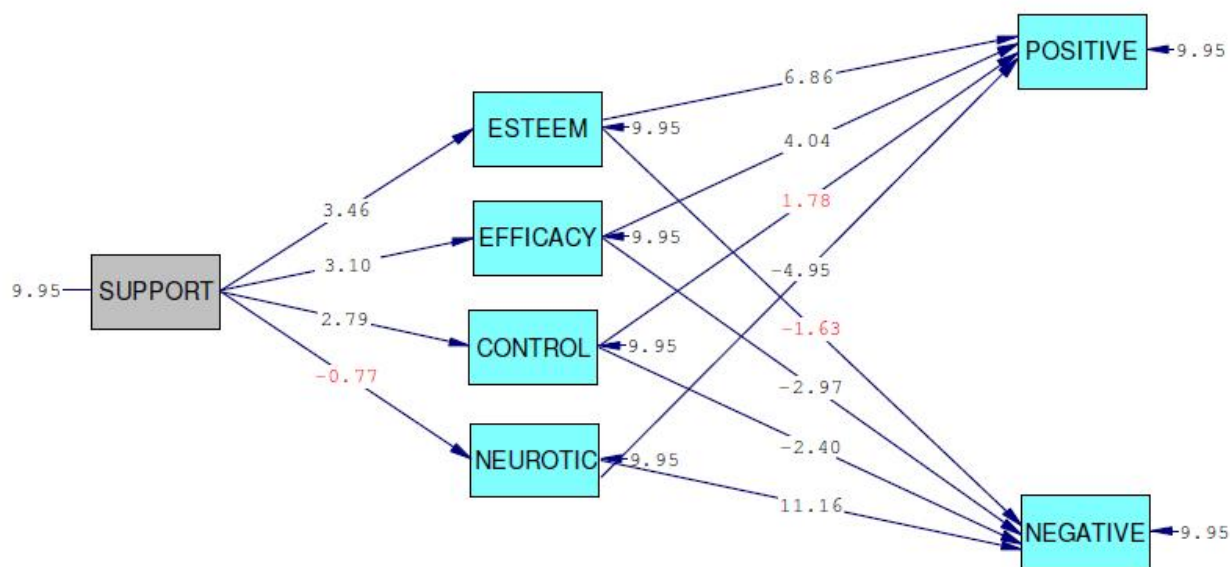 POSITIVE
9.95
6.86
ESTEEM
9.95
4.04
1.78
3.46
EFFICACY
9.95
3.10
-4.95
9.95
SUPPORT
2.79
-1.63
CONTROL
9.95
-0.77
-2.97
-2.40
NEUROTIC
9.95
11.16
NEGATIVE
9.95